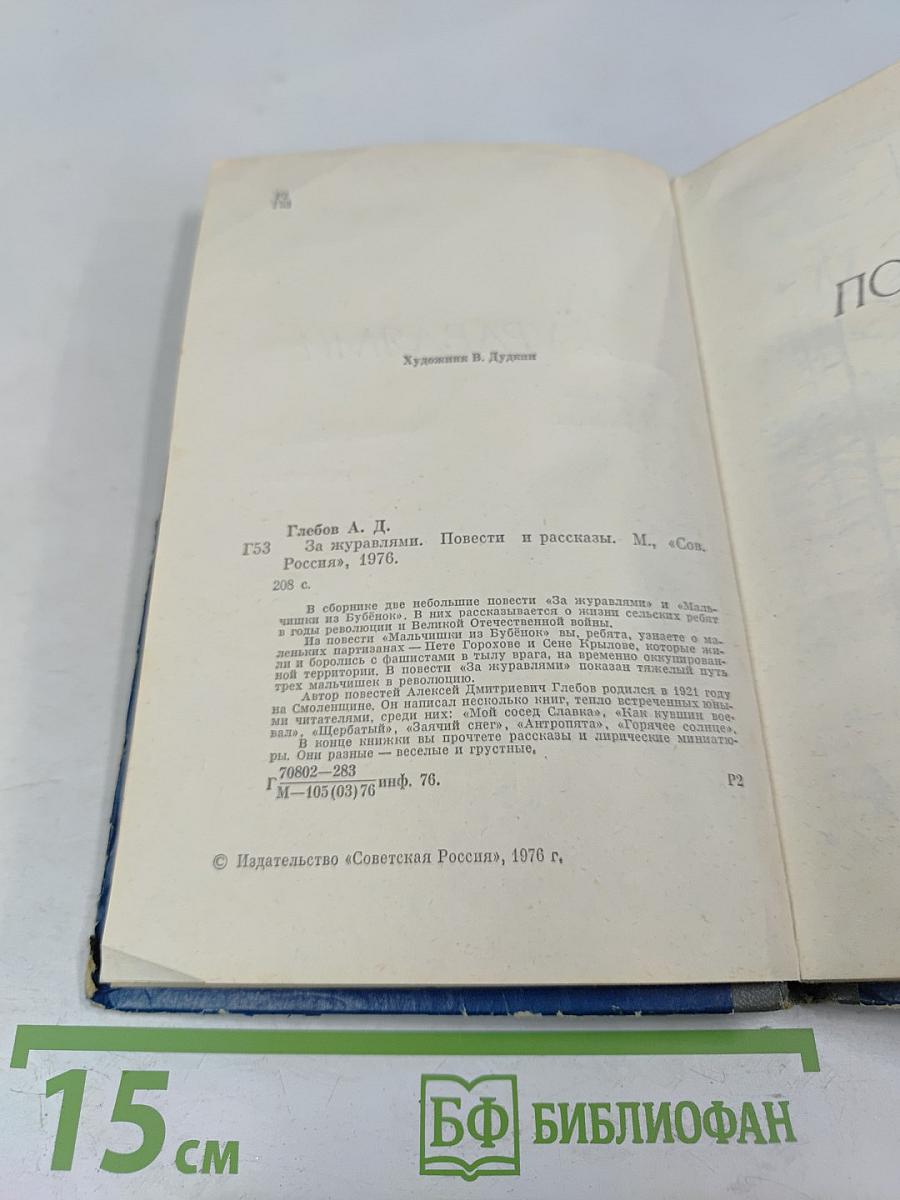 Р2
Г53
Художник В. Дудкин
Глебов А. Д.
Г53 За журавлями. Повести и рассказы. М., «Сов.
Россия», 1976.
208 с.
В сборнике две небольшие повести «За журавлями» и «Маль-
чишки из Бубёнок». В них рассказывается о жизни сельских ребят
в годы революции и Великой Отечественной войны.
Из повести «Мальчишки из Бубёнок» вы, ребята, узнаете о ма-
леньких партизанах — Пете Горохове и Сене Крылове, которые жи-
ли и боролись с фашистами в тылу врага, на временно оккупирован-
ной территории. В повести «За журавлями» показан тяжелый путь
трех мальчишек в революцию.
Автор повестей Алексей Дмитриевич Глебов родился в 1921 году
на Смоленщине. Он написал несколько книг, тепло встреченных юны-
ми читателями, среди них: «Мой сосед Славка», «Как кувшин вое-
вал», «Щербатый», «Заячий снег», «Антропята», «Горячее солнце».
В конце книжки вы прочтете рассказы и лирические миниатю-
ры. Они разные — веселые и грустные.
Г 70802—283
М—105(03)76 инф. 76. Р2
© Издательство «Советская Россия», 1976 г.
ПО
15 см
БФ БИБЛИОФАН